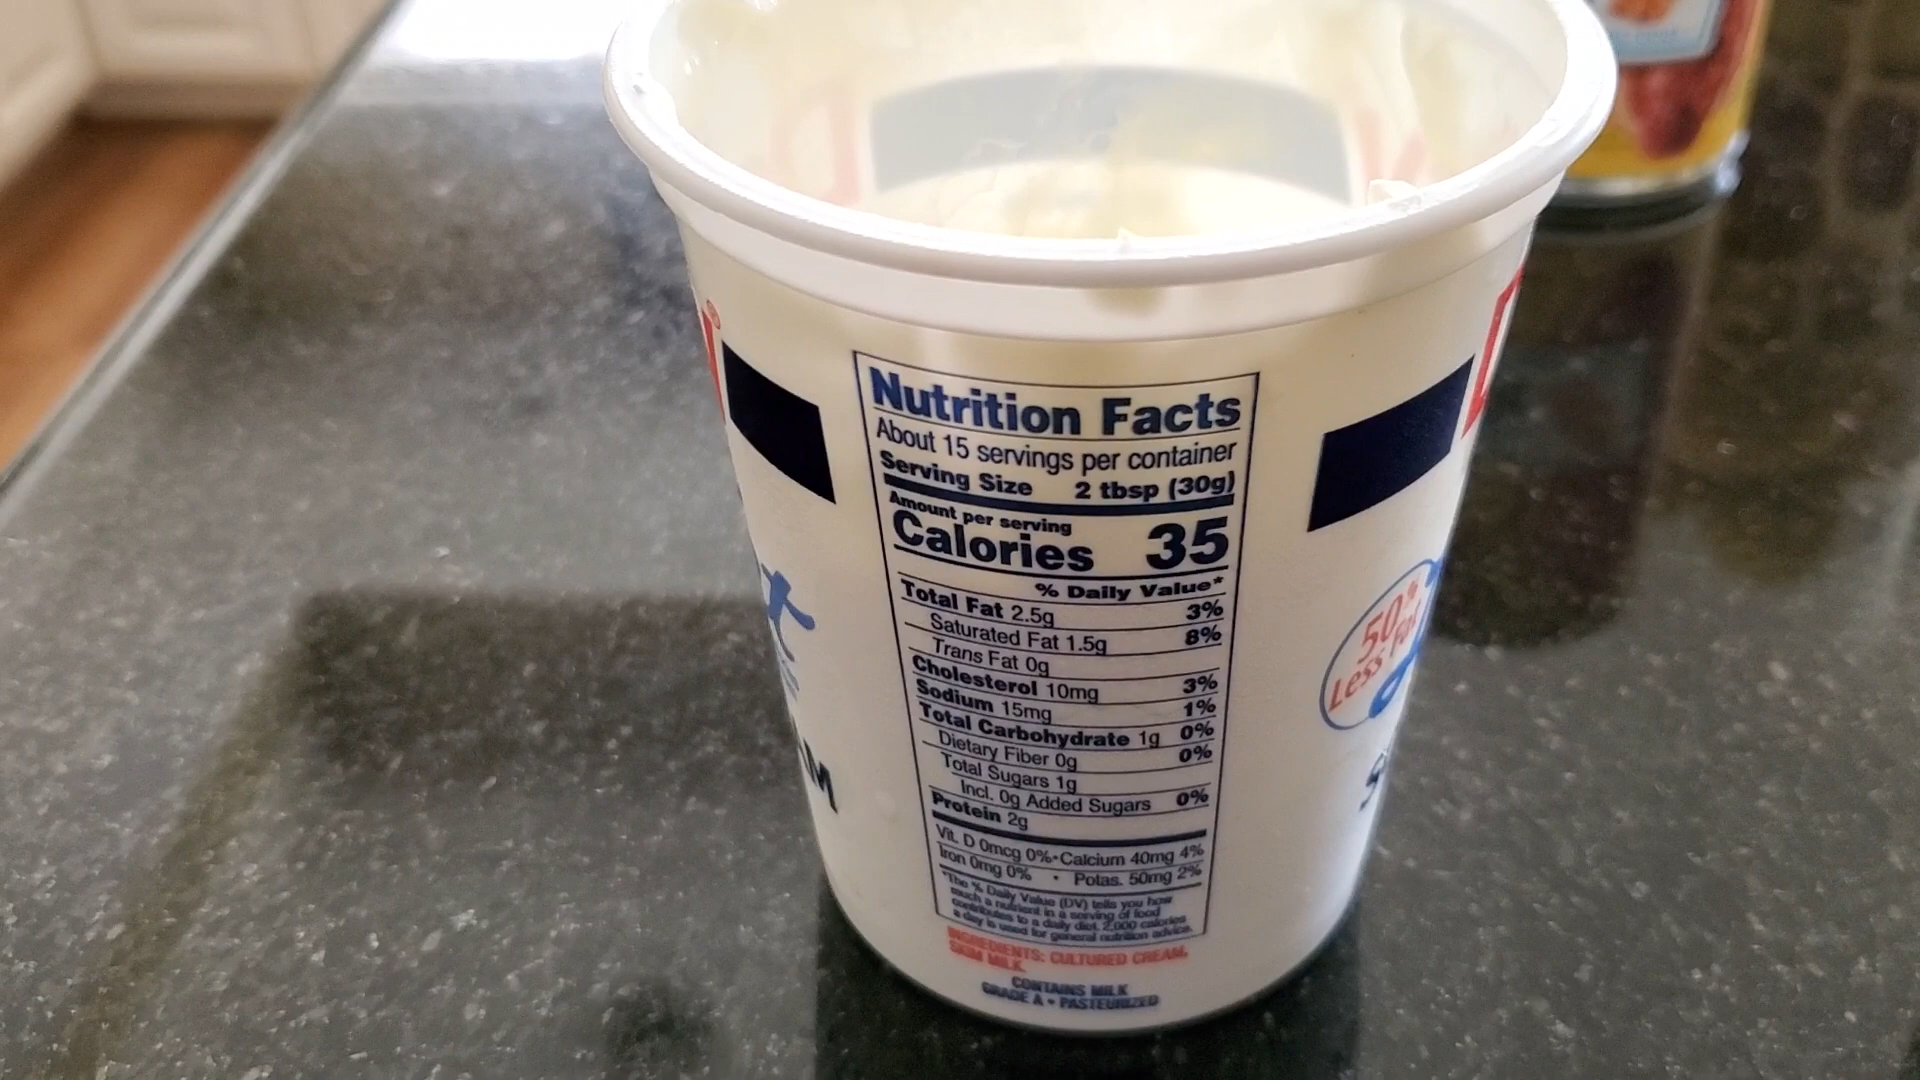 Nutrition Facts
About 15 servings per container
Serving Size 2 tbsp (30g)
Amount per serving
Calories 35
% Daily Value*
Total Fat 2.5g 3%
Saturated Fat 1.5g 8%
Trans Fat 0g
Cholesterol 10mg 3%
Sodium 15mg 1%
Total Carbohydrate 1g 0%
Dietary Fiber 0g 0%
Total Sugars 1g
Incl. 0g Added Sugars 0%
Protein 2g
Vit. D 0mcg 0% • Calcium 40mg 4%
Iron 0mg 0% • Potas. 50mg 2%
*The % Daily Value (DV) tells you how
much a nutrient in a serving of food
contributes to a daily diet. 2,000 calories
a day is used for general nutrition advice.
INGREDIENTS: CULTURED CREAM,
SKIM MILK.
CONTAINS MILK
GRADE A • PASTEURIZED
50%
Less Fat